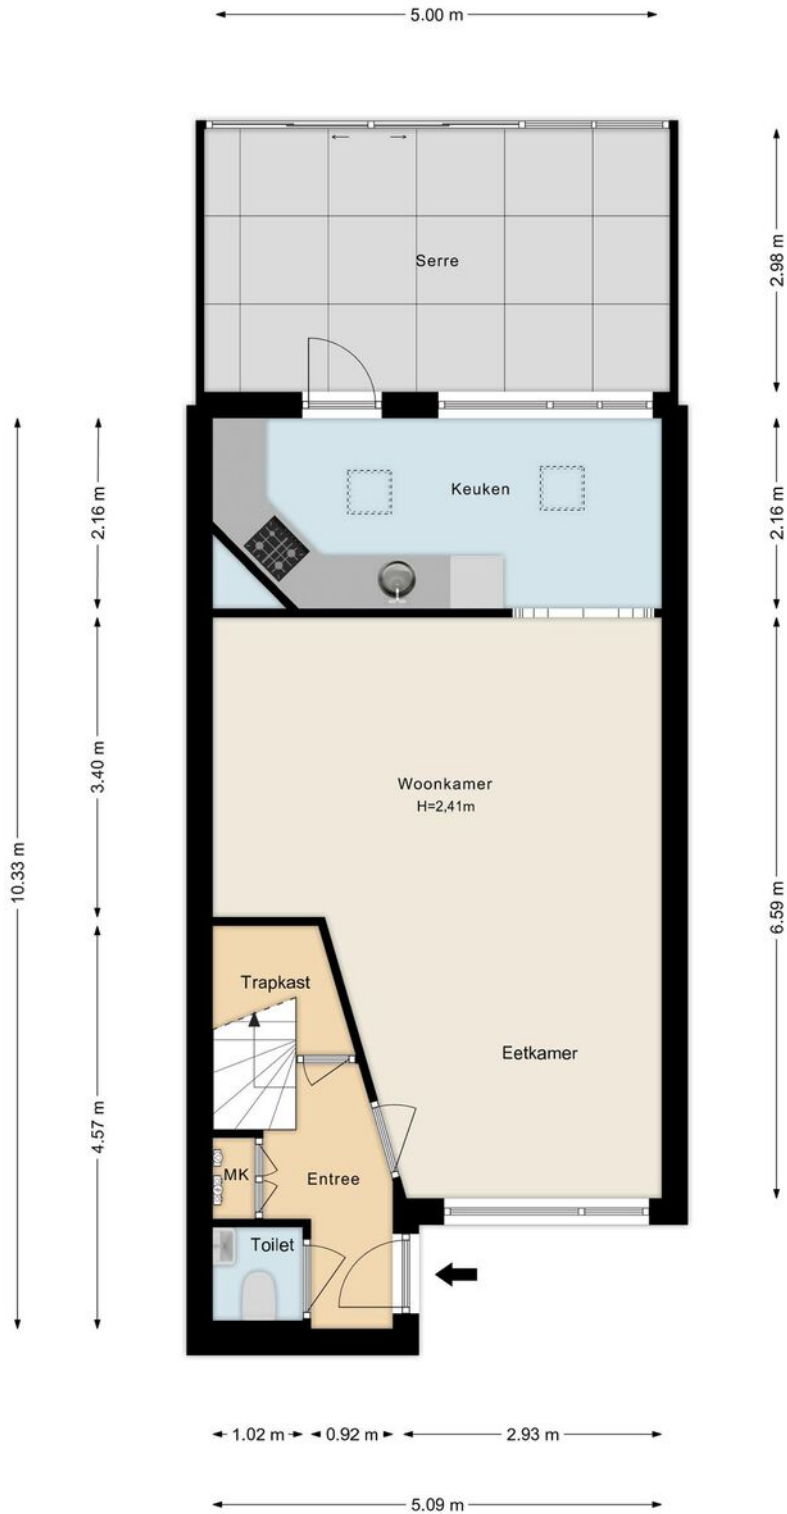 5.00 m
Serre
2.98 m
Keuken
2.16 m
2.16 m
Woonkamer
H=2,41m
3.40 m
10.33 m
6.59 m
Trapkast
Eetkamer
4.57 m
MK
Entree
Toilet
1.02 m
0.92 m
2.93 m
5.09 m